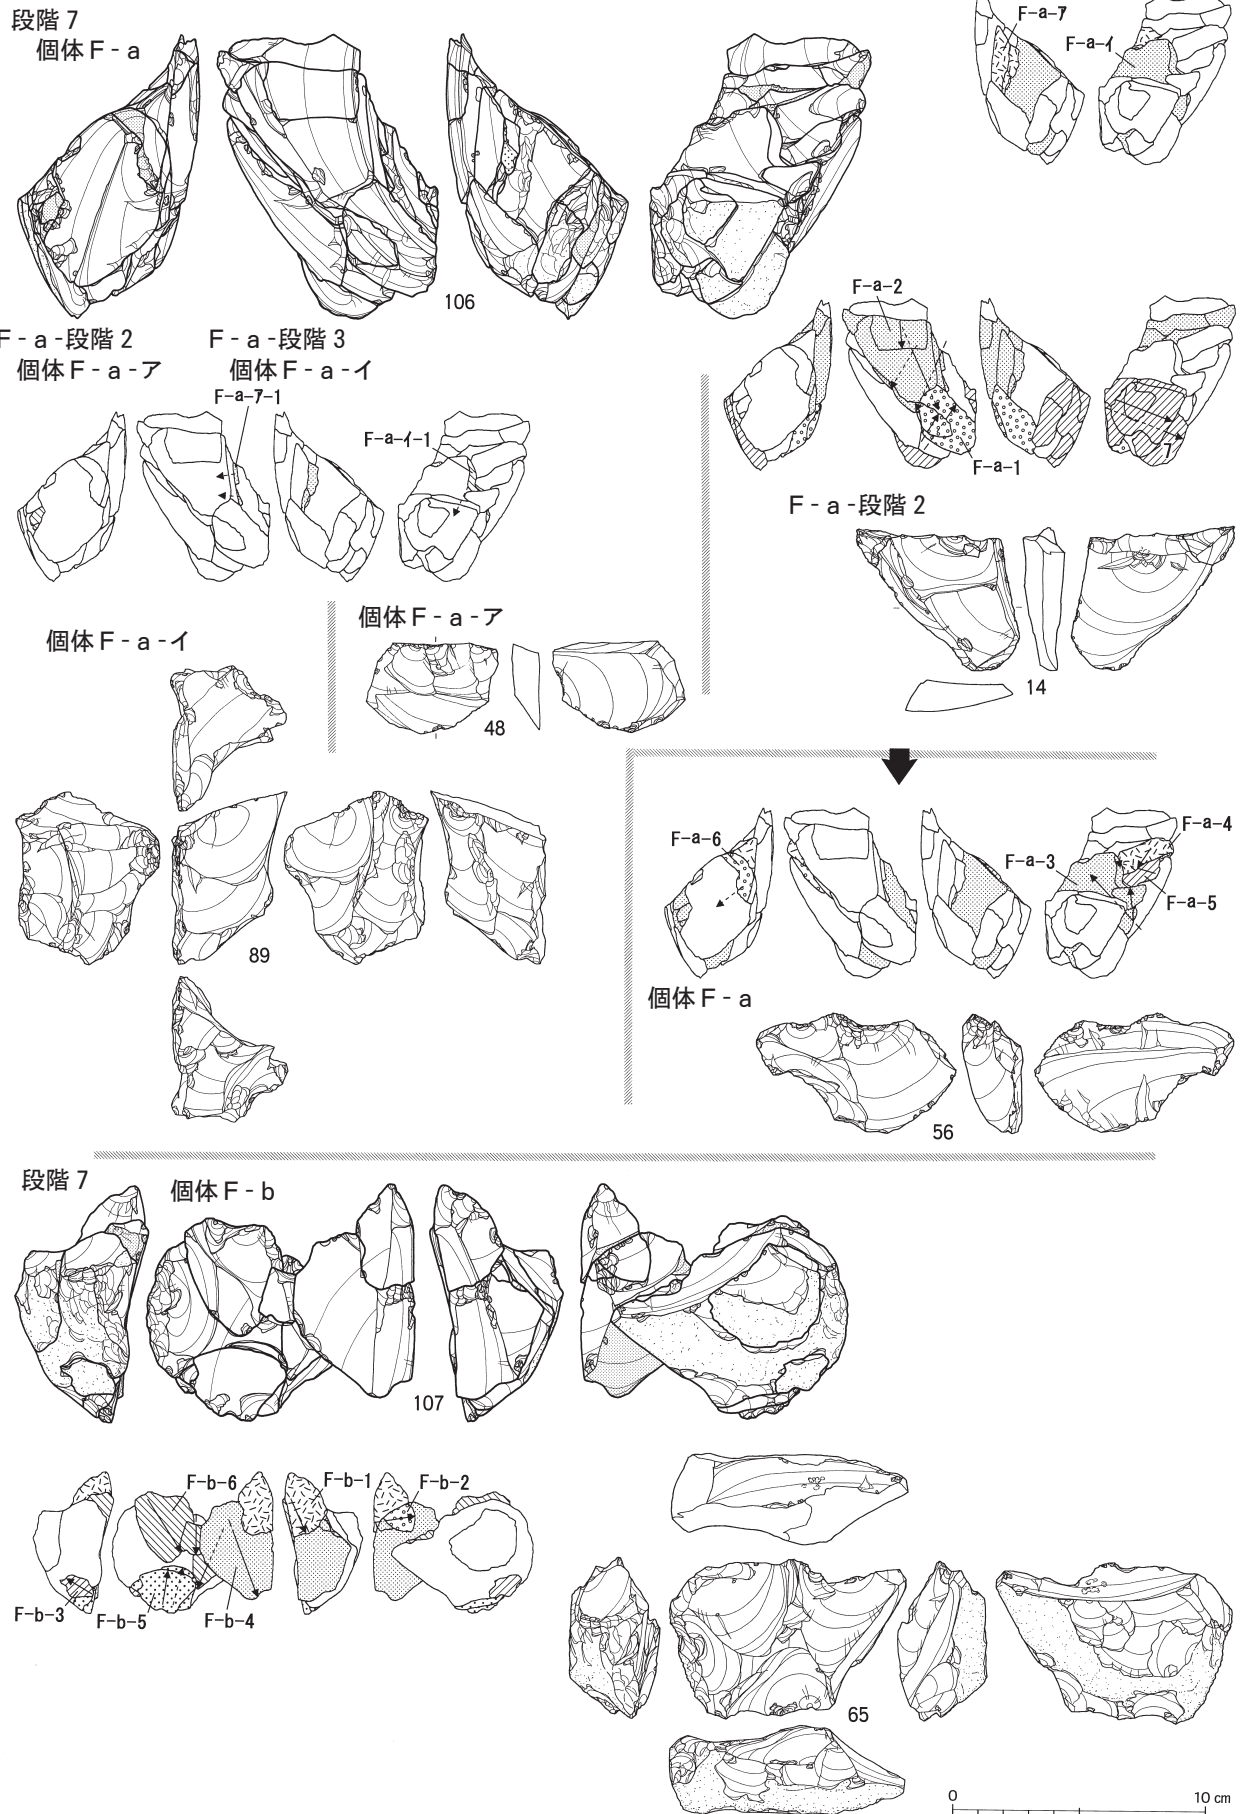 段階 7
個体 F - a
F-a-ア
F-a-イ
106
F - a -段階 2
個体 F - a - ア
F - a -段階 3
個体 F - a - イ
F-a-ア-1
F-a-イ-1
F-a-2
F-a-1
7
F - a -段階 2
14
個体 F - a - イ
個体 F - a - ア
48
89
F-a-6
F-a-4
F-a-3
F-a-5
個体 F - a
56
段階 7
個体 F - b
107
F-b-6
F-b-1
F-b-2
F-b-3
F-b-5
F-b-4
65
0
10 cm